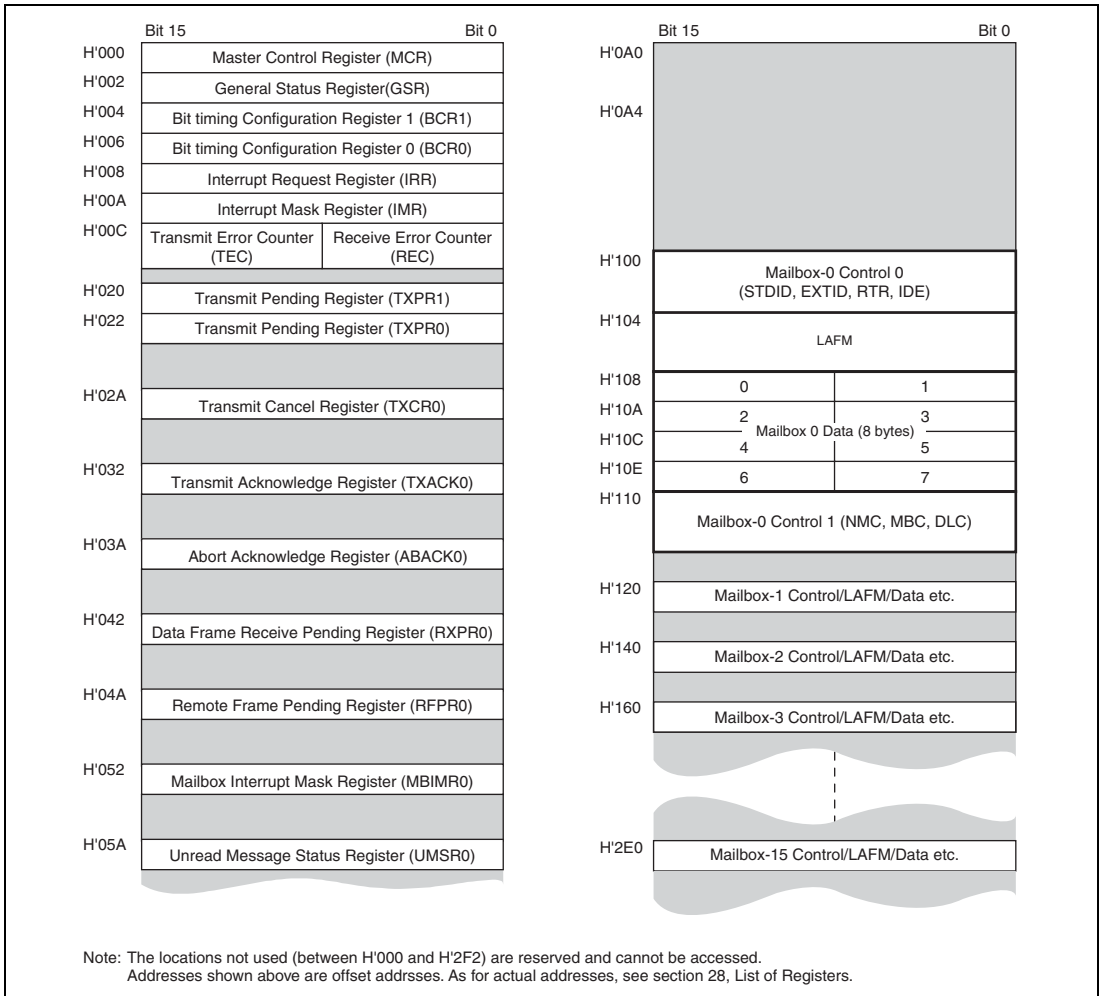 Bit 15 Bit 0
H'000 Master Control Register (MCR)
H'002 General Status Register(GSR)
H'004 Bit timing Configuration Register 1 (BCR1)
H'006 Bit timing Configuration Register 0 (BCR0)
H'008 Interrupt Request Register (IRR)
H'00A Interrupt Mask Register (IMR)
H'00C Transmit Error Counter Receive Error Counter
(TEC) (REC)
H'020 Transmit Pending Register (TXPR1)
H'022 Transmit Pending Register (TXPR0)
H'02A Transmit Cancel Register (TXCR0)
H'032 Transmit Acknowledge Register (TXACK0)
H'03A Abort Acknowledge Register (ABACK0)
H'042 Data Frame Receive Pending Register (RXPR0)
H'04A Remote Frame Pending Register (RFPR0)
H'052 Mailbox Interrupt Mask Register (MBIMR0)
H'05A Unread Message Status Register (UMSR0)
Bit 15 Bit 0
H'0A0
H'0A4
H'100 Mailbox-0 Control 0
(STDID, EXTID, RTR, IDE)
H'104 LAFM
H'108 0 1
H'10A 2 3
Mailbox 0 Data (8 bytes)
H'10C 4 5
H'10E 6 7
H'110 Mailbox-0 Control 1 (NMC, MBC, DLC)
H'120 Mailbox-1 Control/LAFM/Data etc.
H'140 Mailbox-2 Control/LAFM/Data etc.
H'160 Mailbox-3 Control/LAFM/Data etc.
H'2E0 Mailbox-15 Control/LAFM/Data etc.
Note: The locations not used (between H'000 and H'2F2) are reserved and cannot be accessed.
Addresses shown above are offset addrsses. As for actual addresses, see section 28, List of Registers.